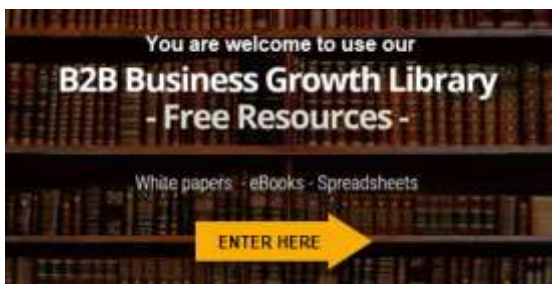 You are welcome to use our
B2B Business Growth Library
- Free Resources -
White papers - eBooks - Spreadsheets
ENTER HERE